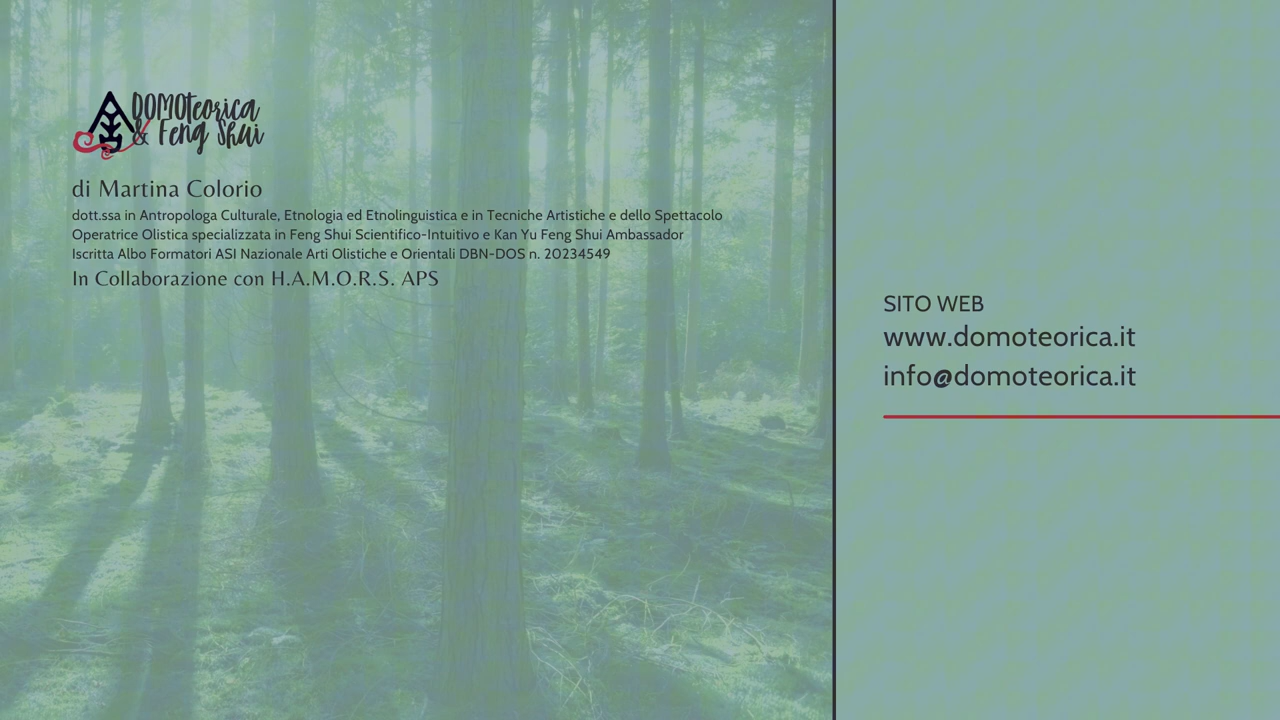 DOMOteorica
& Feng Shui
di Martina Colorio
dott.ssa in Antropologa Culturale, Etnologia ed Etnolinguistica e in Tecniche Artistiche e dello Spettacolo
Operatrice Olistica specializzata in Feng Shui Scientifico-Intuitivo e Kan Yu Feng Shui Ambassador
Iscritta Albo Formatori ASI Nazionale Arti Olistiche e Orientali DBN-DOS n. 20234549
In Collaborazione con H.A.M.O.R.S. APS
SITO WEB
www.domoteorica.it
info@domoteorica.it